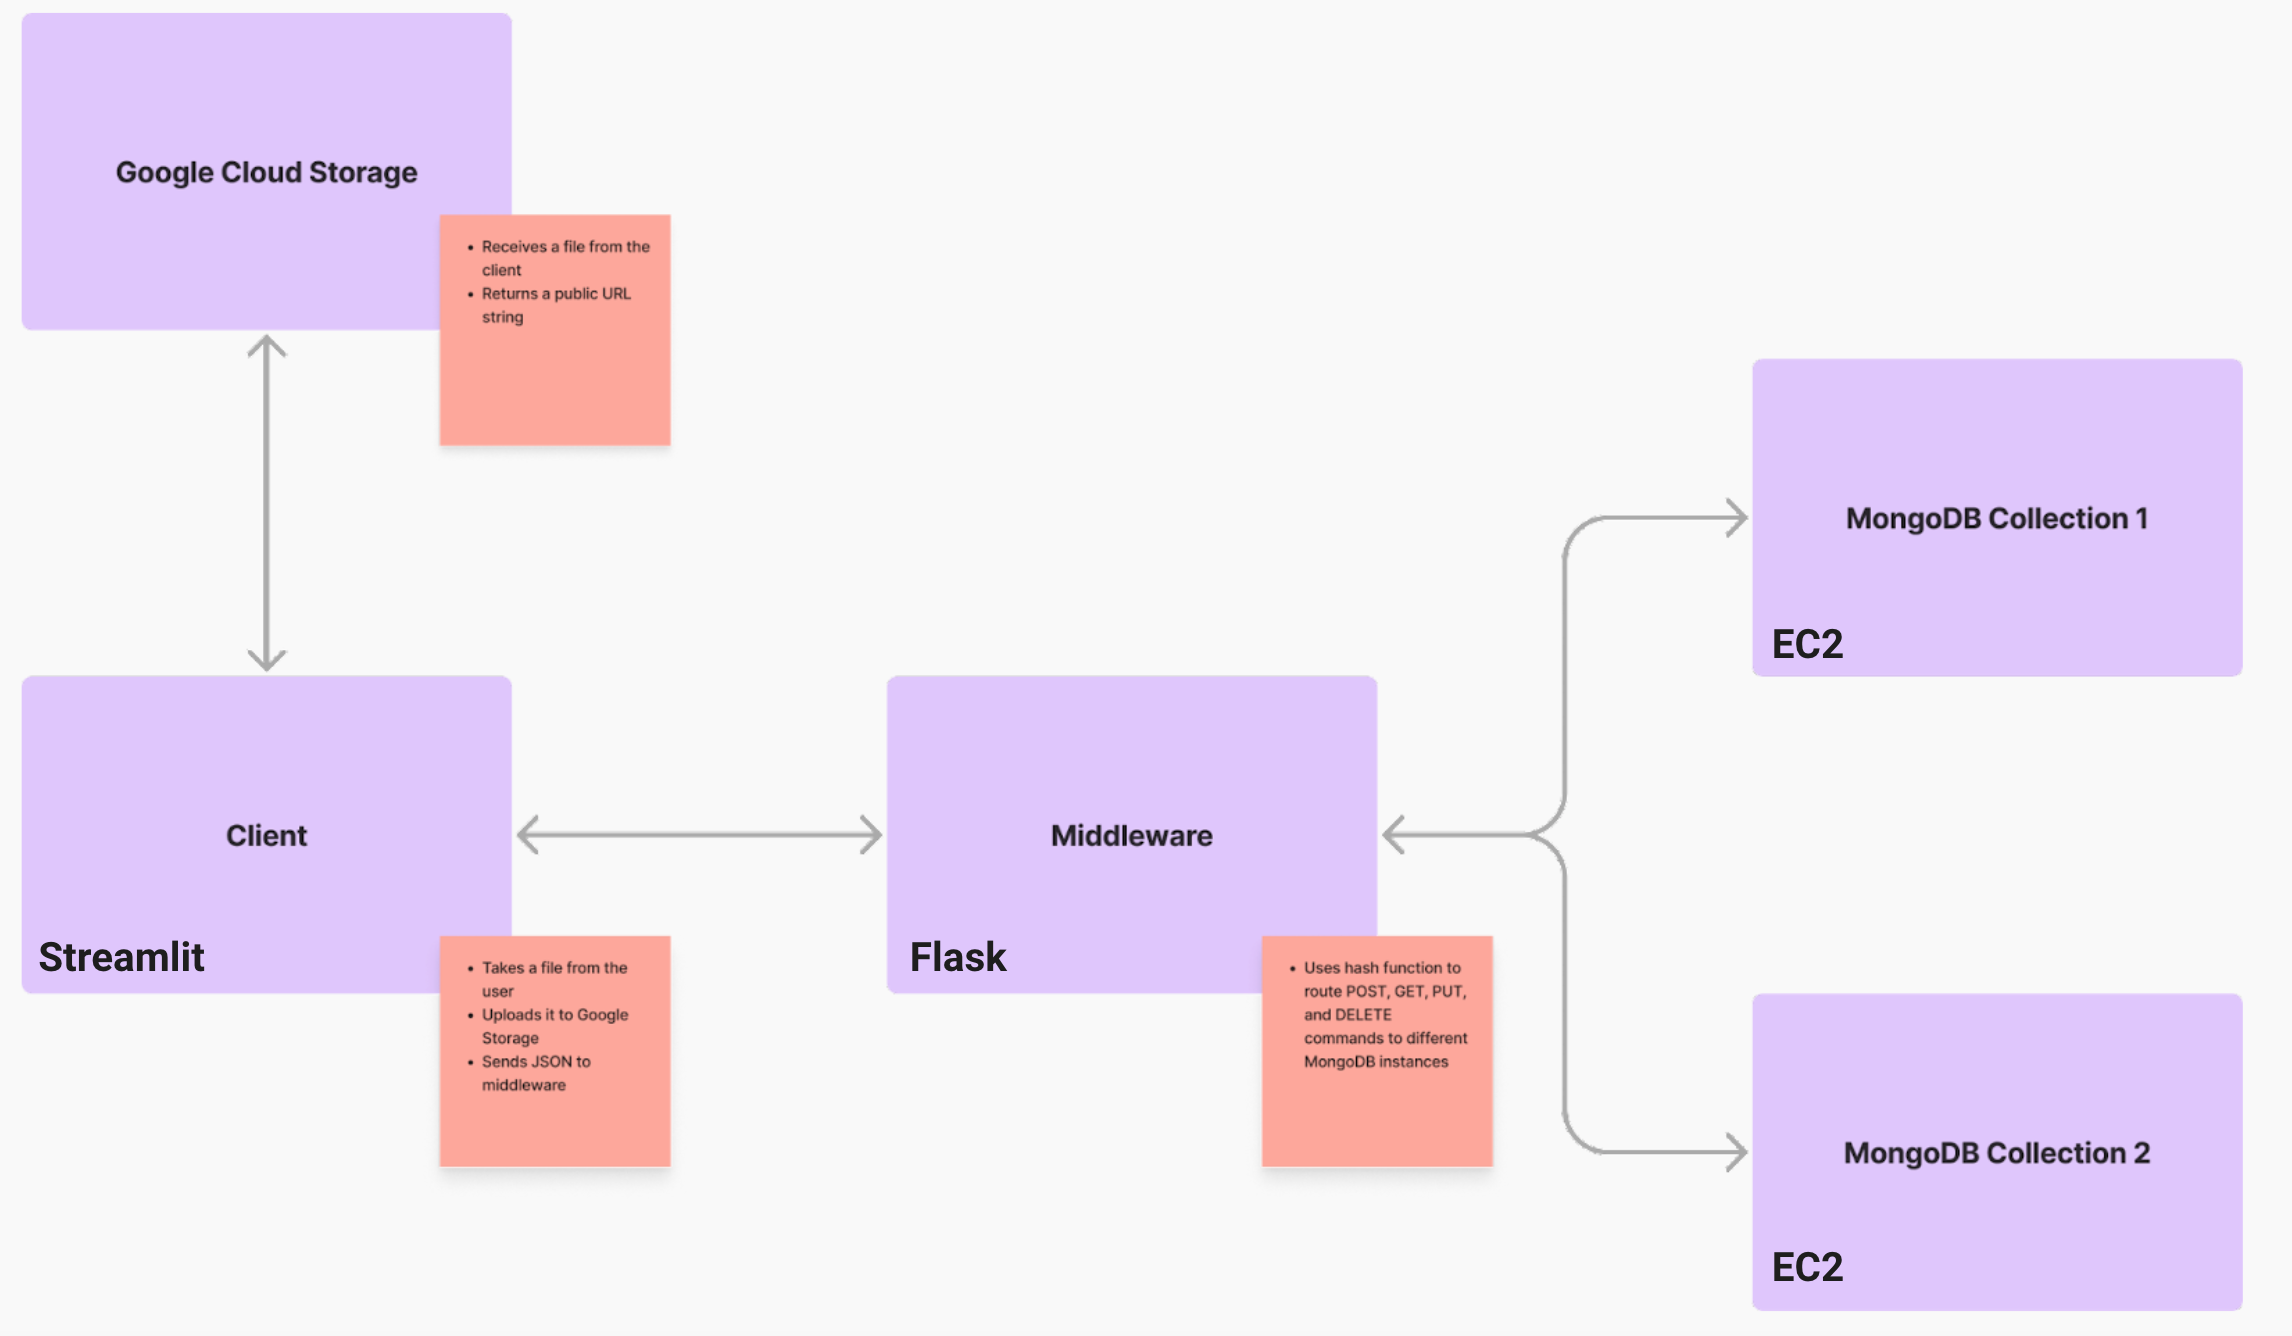 Google Cloud Storage
• Receives a file from the
client
• Returns a public URL
string
MongoDB Collection 1
EC2
Client
Streamlit
• Takes a file from the
user
• Uploads it to Google
Storage
• Sends JSON to
middleware
Middleware
Flask
• Uses hash function to
route POST, GET, PUT,
and DELETE
commands to different
MongoDB instances
MongoDB Collection 2
EC2